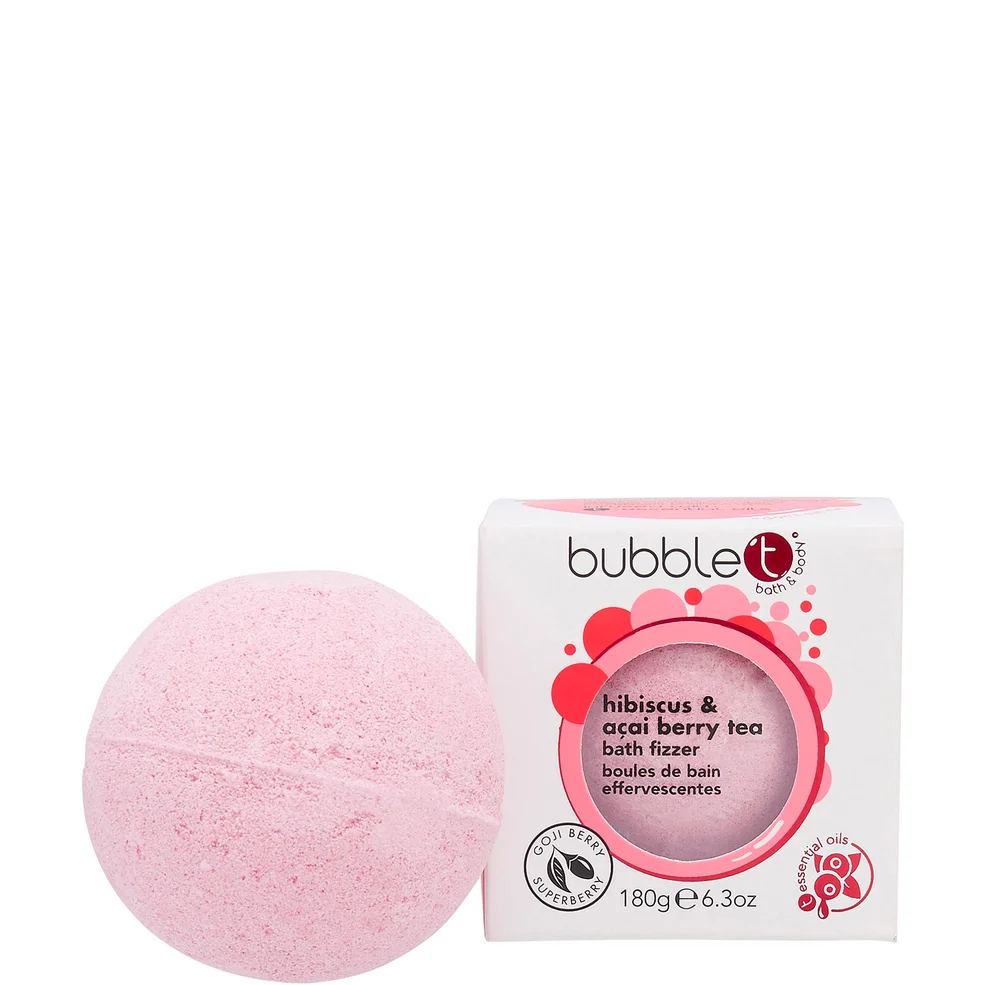 bubble t
bath & body
hibiscus &
açai berry tea
bath fizzer
boules de bain
effervescentes
GOJI BERRY
SUPERBERRY
180g℮6.3oz
t essential oils